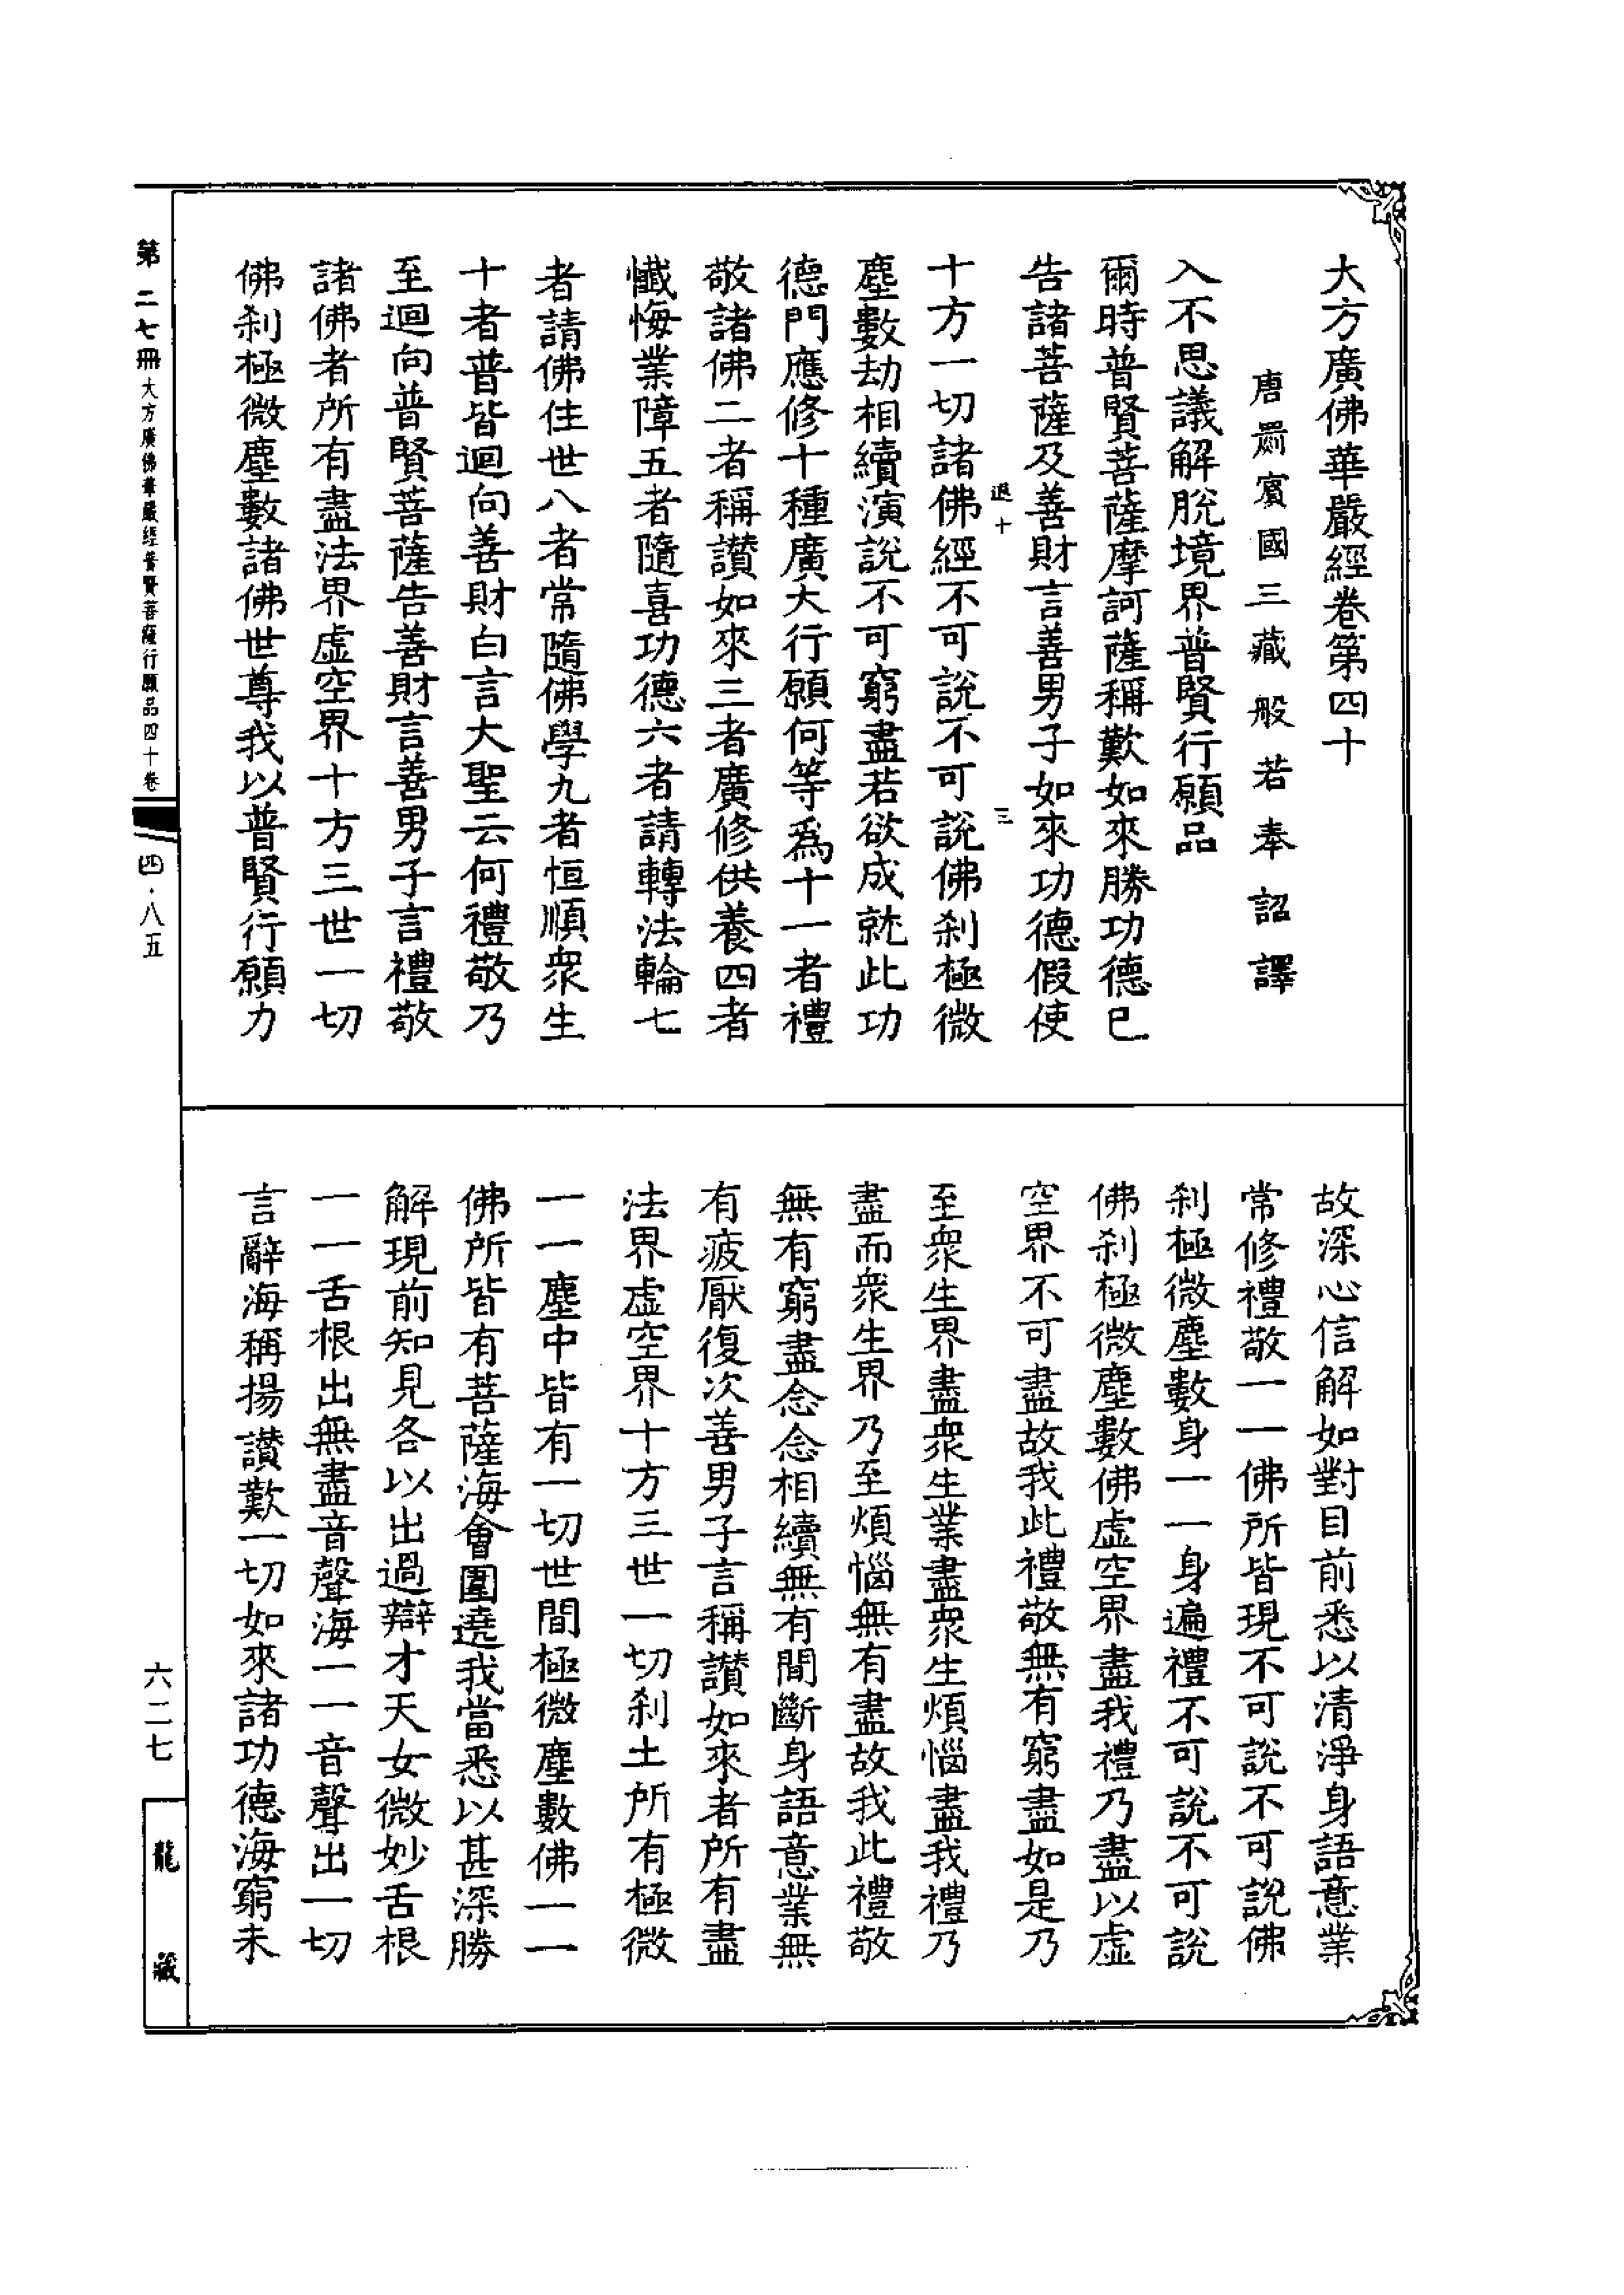 大方廣佛華嚴經卷第四十
唐罽賓國三藏般若奉詔譯
入不思議解脫境界普賢行願品
爾時普賢菩薩摩訶薩稱歎如來勝功德已
告諸菩薩及善財言善男子如來功德假使
十方一切諸佛經不可說不可說佛刹極微
塵數劫相續演說不可窮盡若欲成就此功
德門應修十種廣大行願何等爲十一者禮
敬諸佛二者稱讃如來三者廣修供養四者
懺悔業障五者隨喜功德六者請轉法輪七
者請佛住世八者常隨佛學九者恒順衆生
十者普皆迴向善財白言大聖云何禮敬乃
至迴向普賢菩薩告善財言善男子言禮敬
諸佛者所有盡法界虛空界十方三世一切
佛刹極微塵數諸佛世尊我以普賢行願力
故深心信解如對目前悉以清淨身語意業
常修禮敬一一佛所皆現不可說不可說佛
刹極微塵數身一一身遍禮不可說不可說
佛刹極微塵數佛虛空界盡我禮乃盡以虛
空界不可盡故我此禮敬無有窮盡如是乃
至衆生界盡衆生業盡衆生煩惱盡我禮乃
盡而衆生界乃至煩惱無有盡故我此禮敬
無有窮盡念念相續無有間斷身語意業無
有疲厭復次善男子言稱讃如來者所有盡
法界虛空界十方三世一切刹土所有極微
一一塵中皆有一切世間極微塵數佛一一
佛所皆有菩薩海會圍遶我當悉以甚深勝
解現前知見各以出過辯才天女微妙舌根
一一舌根出無盡音聲海一一音聲出一切
言辭海稱揚讃歎一切如來諸功德海窮未
遐十
三
第二七冊
大方廣佛華嚴經普賢菩薩行願品四十卷
四·八五
六二七
龍藏